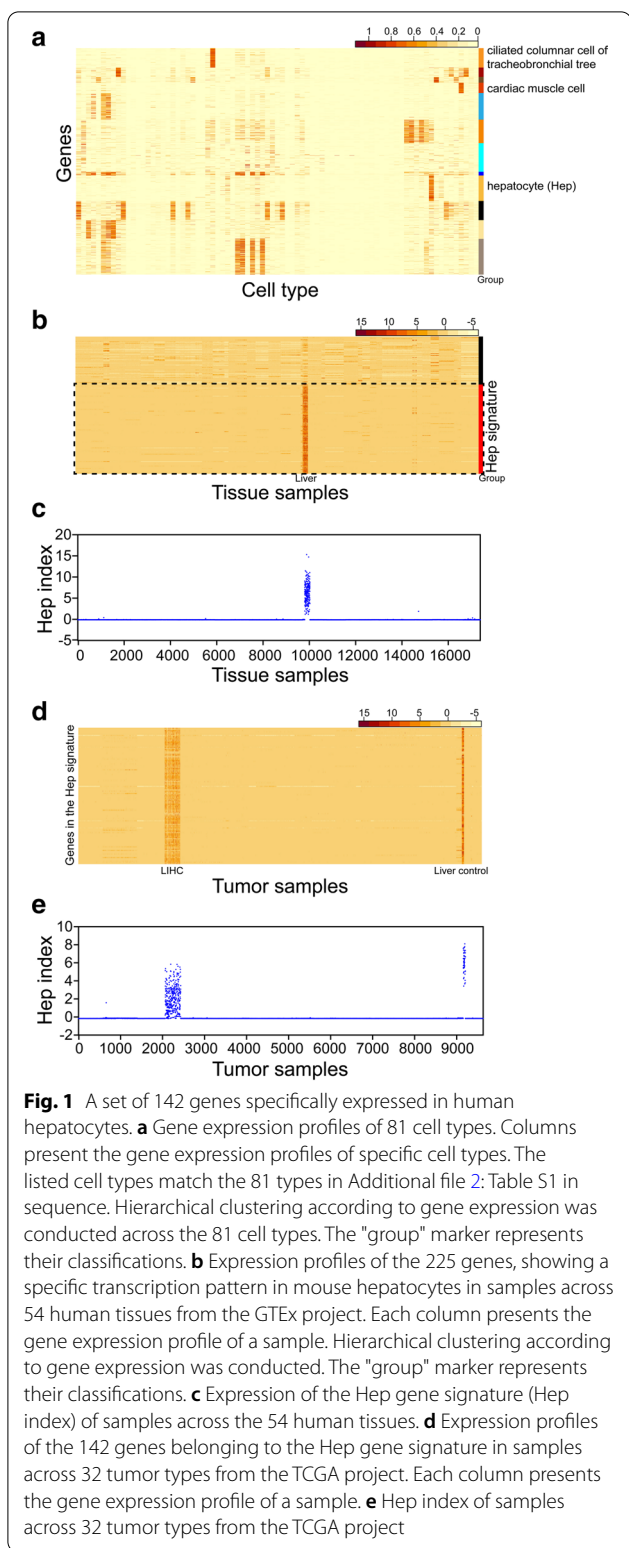 a
1 0.8 0.6 0.4 0.2 0
ciliated columnar cell of
tracheobronchial tree
cardiac muscle cell
Genes
hepatocyte (Hep)
Group
Cell type
b
15 10 5 0 -5
Hep signature
Liver
Group
Tissue samples
c
20
15
10
5
0
-5
Hep index
0 2000 4000 6000 8000 10000 12000 14000 16000
Tissue samples
d
15 10 5 0 -5
Genes in the Hep signature
LIHC Liver control
Tumor samples
e
10
8
6
4
2
0
-2
Hep index
0 1000 2000 3000 4000 5000 6000 7000 8000 9000
Tumor samples
Fig. 1 A set of 142 genes specifically expressed in human
hepatocytes. a Gene expression profiles of 81 cell types. Columns
present the gene expression profiles of specific cell types. The
listed cell types match the 81 types in Additional file 2: Table S1 in
sequence. Hierarchical clustering according to gene expression was
conducted across the 81 cell types. The "group" marker represents
their classifications. b Expression profiles of the 225 genes, showing a
specific transcription pattern in mouse hepatocytes in samples across
54 human tissues from the GTEx project. Each column presents the
gene expression profile of a sample. Hierarchical clustering according
to gene expression was conducted. The "group" marker represents
their classifications. c Expression of the Hep gene signature (Hep
index) of samples across the 54 human tissues. d Expression profiles
of the 142 genes belonging to the Hep gene signature in samples
across 32 tumor types from the TCGA project. Each column presents
the gene expression profile of a sample. e Hep index of samples
across 32 tumor types from the TCGA project